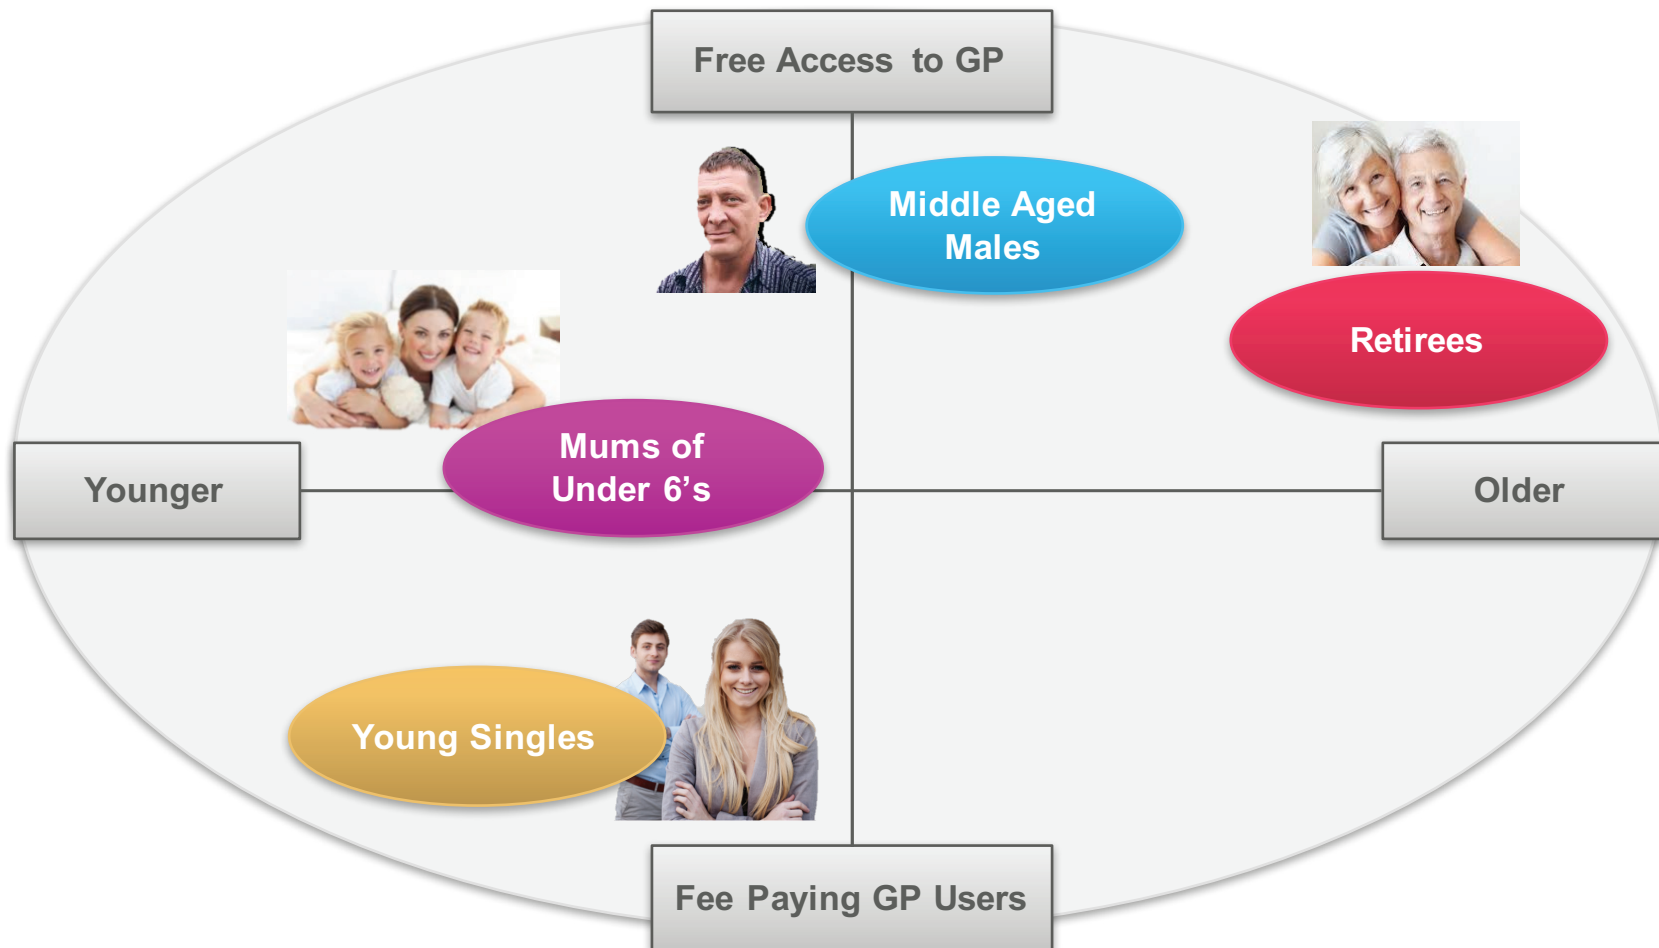 Free Access to GP
Middle Aged
Males
Retirees
Mums of
Under 6’s
Younger
Older
Young Singles
Fee Paying GP Users